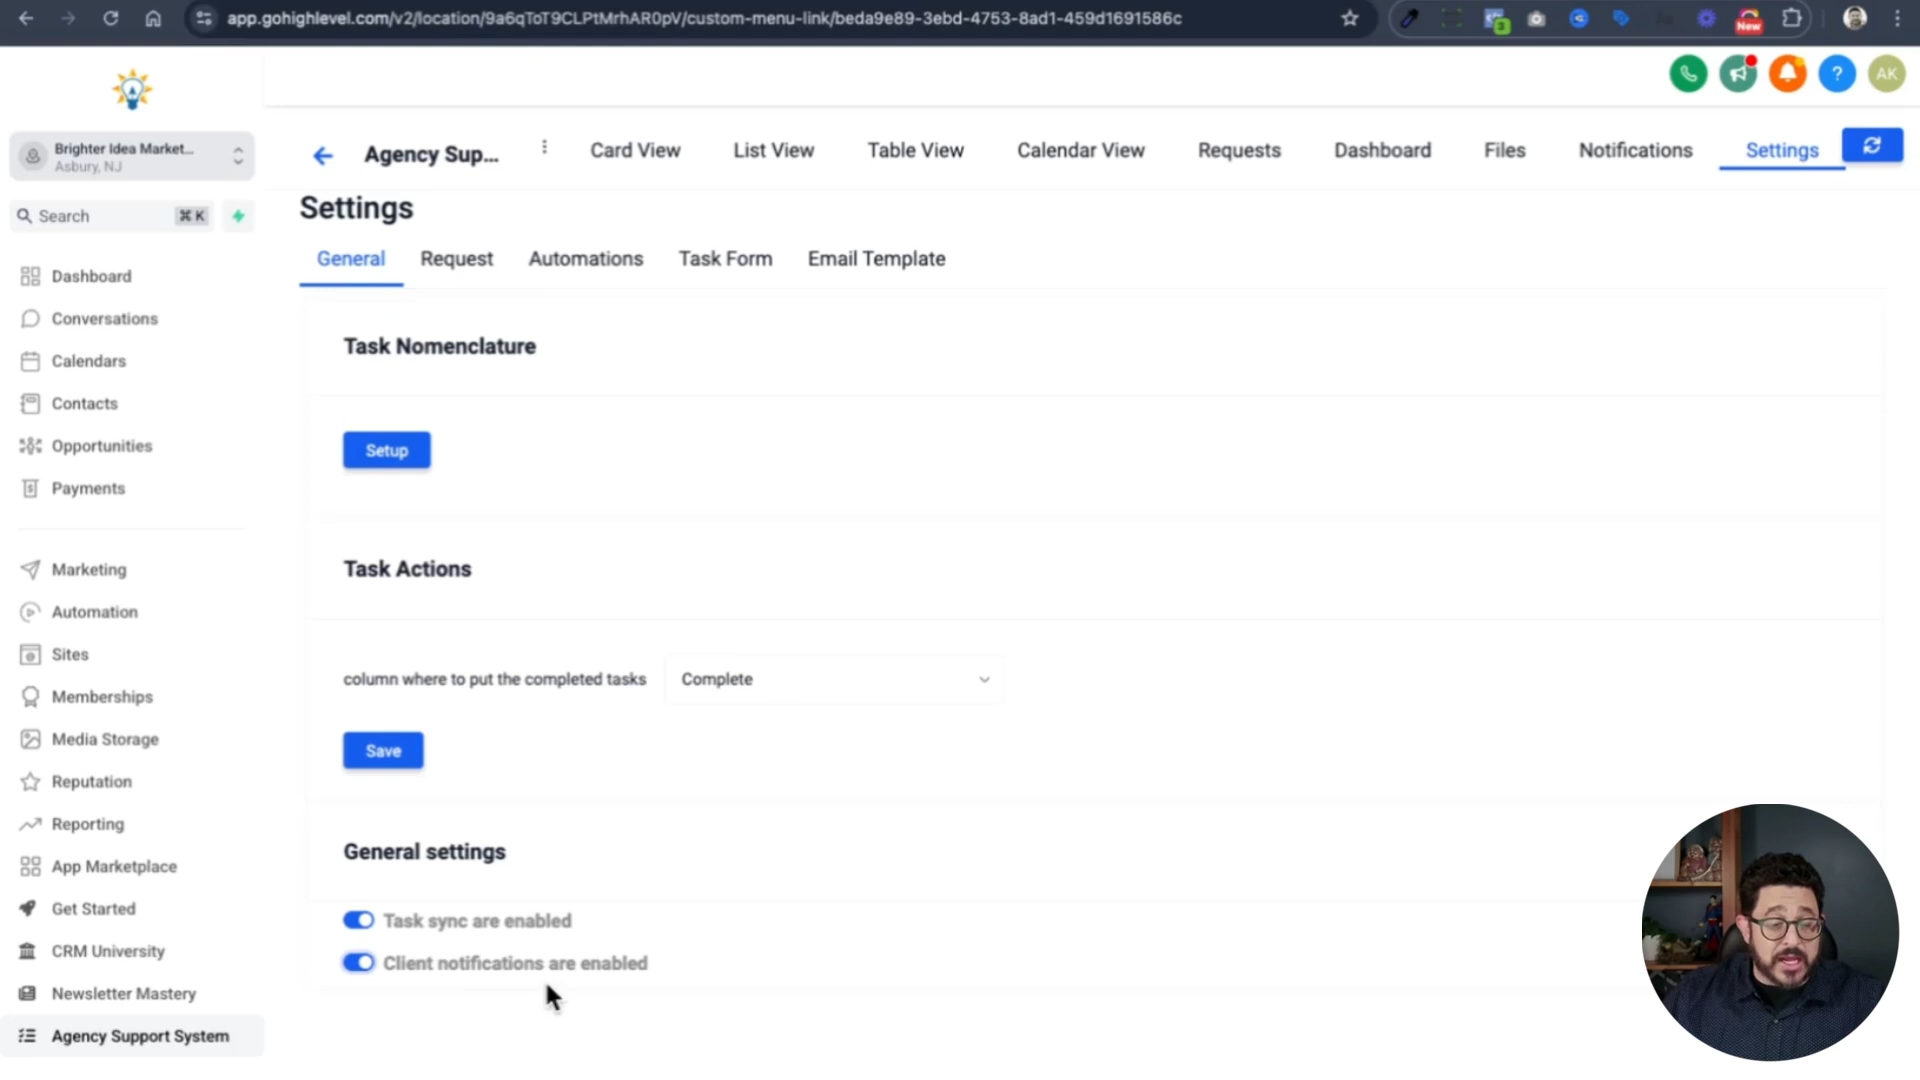 app.gohighlevel.com/v2/location/9a6qToT9CLPtMrhAR0pV/custom-menu-link/beda9e89-3ebd-4753-8ad1-459d1691586c
3
New
?
AK
Brighter Idea Market...
Asbury, NJ
Agency Sup...
Card View
List View
Table View
Calendar View
Requests
Dashboard
Files
Notifications
Settings
Search
⌘ K
Settings
General
Request
Automations
Task Form
Email Template
Dashboard
Conversations
Calendars
Contacts
Opportunities
Payments
Marketing
Automation
Sites
Memberships
Media Storage
Reputation
Reporting
App Marketplace
Get Started
CRM University
Newsletter Mastery
Agency Support System
Task Nomenclature
Setup
Task Actions
column where to put the completed tasks
Complete
Save
General settings
Task sync are enabled
Client notifications are enabled